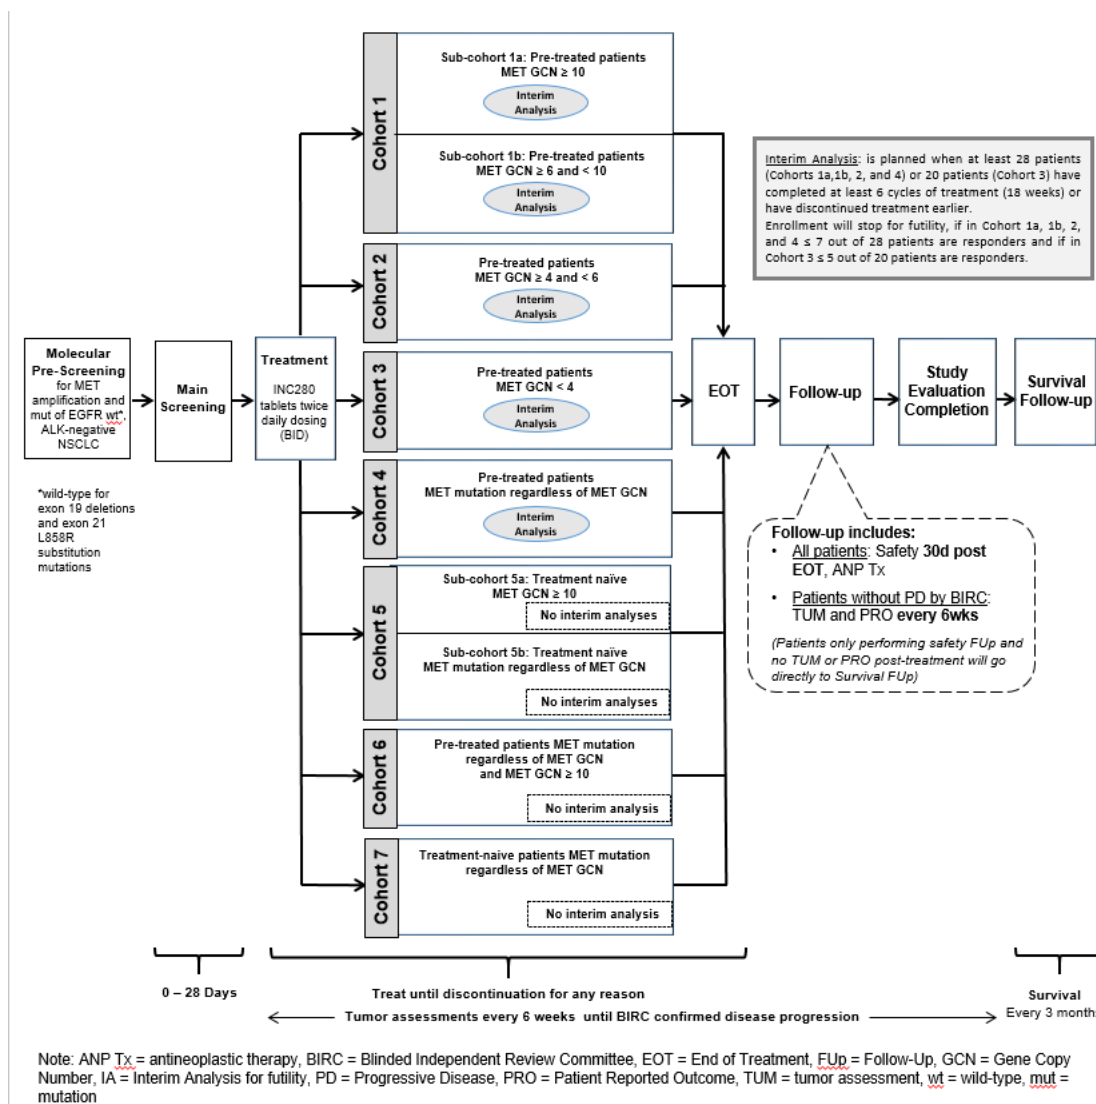 Cohort 1
Sub-cohort 1a: Pre-treated patients
MET GCN ≥ 10
Interim
Analysis
Sub-cohort 1b: Pre-treated patients
MET GCN ≥ 6 and < 10
Interim
Analysis
Interim Analysis: is planned when at least 28 patients
(Cohorts 1a,1b, 2, and 4) or 20 patients (Cohort 3) have
completed at least 6 cycles of treatment (18 weeks) or
have discontinued treatment earlier.
Enrollment will stop for futility, if in Cohort 1a, 1b, 2,
and 4 ≤ 7 out of 28 patients are responders and if in
Cohort 3 ≤ 5 out of 20 patients are responders.
Cohort 2
Pre-treated patients
MET GCN ≥ 4 and < 6
Interim
Analysis
Molecular
Pre-Screening
for MET
amplification and
mut of EGFR wt*,
ALK-negative
NSCLC
*wild-type for
exon 19 deletions
and exon 21
L858R
substitution
mutations
Main
Screening
Treatment
INC280
tablets twice
daily dosing
(BID)
Cohort 3
Pre-treated patients
MET GCN < 4
Interim
Analysis
EOT
Follow-up
Study
Evaluation
Completion
Survival
Follow-up
Cohort 4
Pre-treated patients
MET mutation regardless of MET GCN
Interim
Analysis
Follow-up includes:
• All patients: Safety 30d post
EOT, ANP Tx
• Patients without PD by BIRC:
TUM and PRO every 6wks
(Patients only performing safety FUp and
no TUM or PRO post-treatment will go
directly to Survival FUp)
Cohort 5
Sub-cohort 5a: Treatment naïve
MET GCN ≥ 10
No interim analyses
Sub-cohort 5b: Treatment naïve
MET mutation regardless of MET GCN
No interim analyses
Cohort 6
Pre-treated patients MET mutation
regardless of MET GCN
and MET GCN ≥ 10
No interim analysis
Cohort 7
Treatment-naive patients MET mutation
regardless of MET GCN
No interim analysis
0 – 28 Days
Treat until discontinuation for any reason
Tumor assessments every 6 weeks until BIRC confirmed disease progression
Survival
Every 3 months
Note: ANP Tx = antineoplastic therapy, BIRC = Blinded Independent Review Committee, EOT = End of Treatment, FUp = Follow-Up, GCN = Gene Copy
Number, IA = Interim Analysis for futility, PD = Progressive Disease, PRO = Patient Reported Outcome, TUM = tumor assessment, wt = wild-type, mut =
mutation